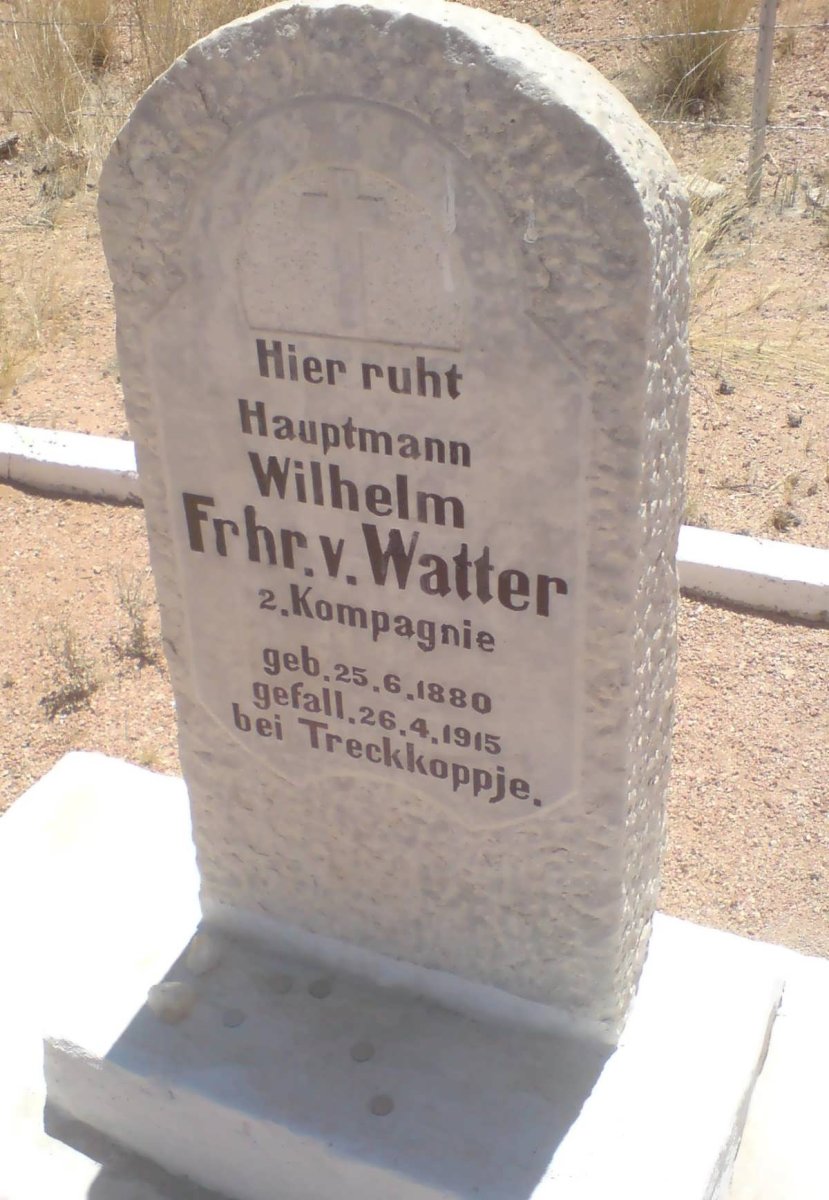 Hier ruht
Hauptmann
Wilhelm
Frhr. v. Watter
2. Kompagnie
geb. 25. 6. 1880
gefall. 26. 4. 1915
bei Treckkoppje.